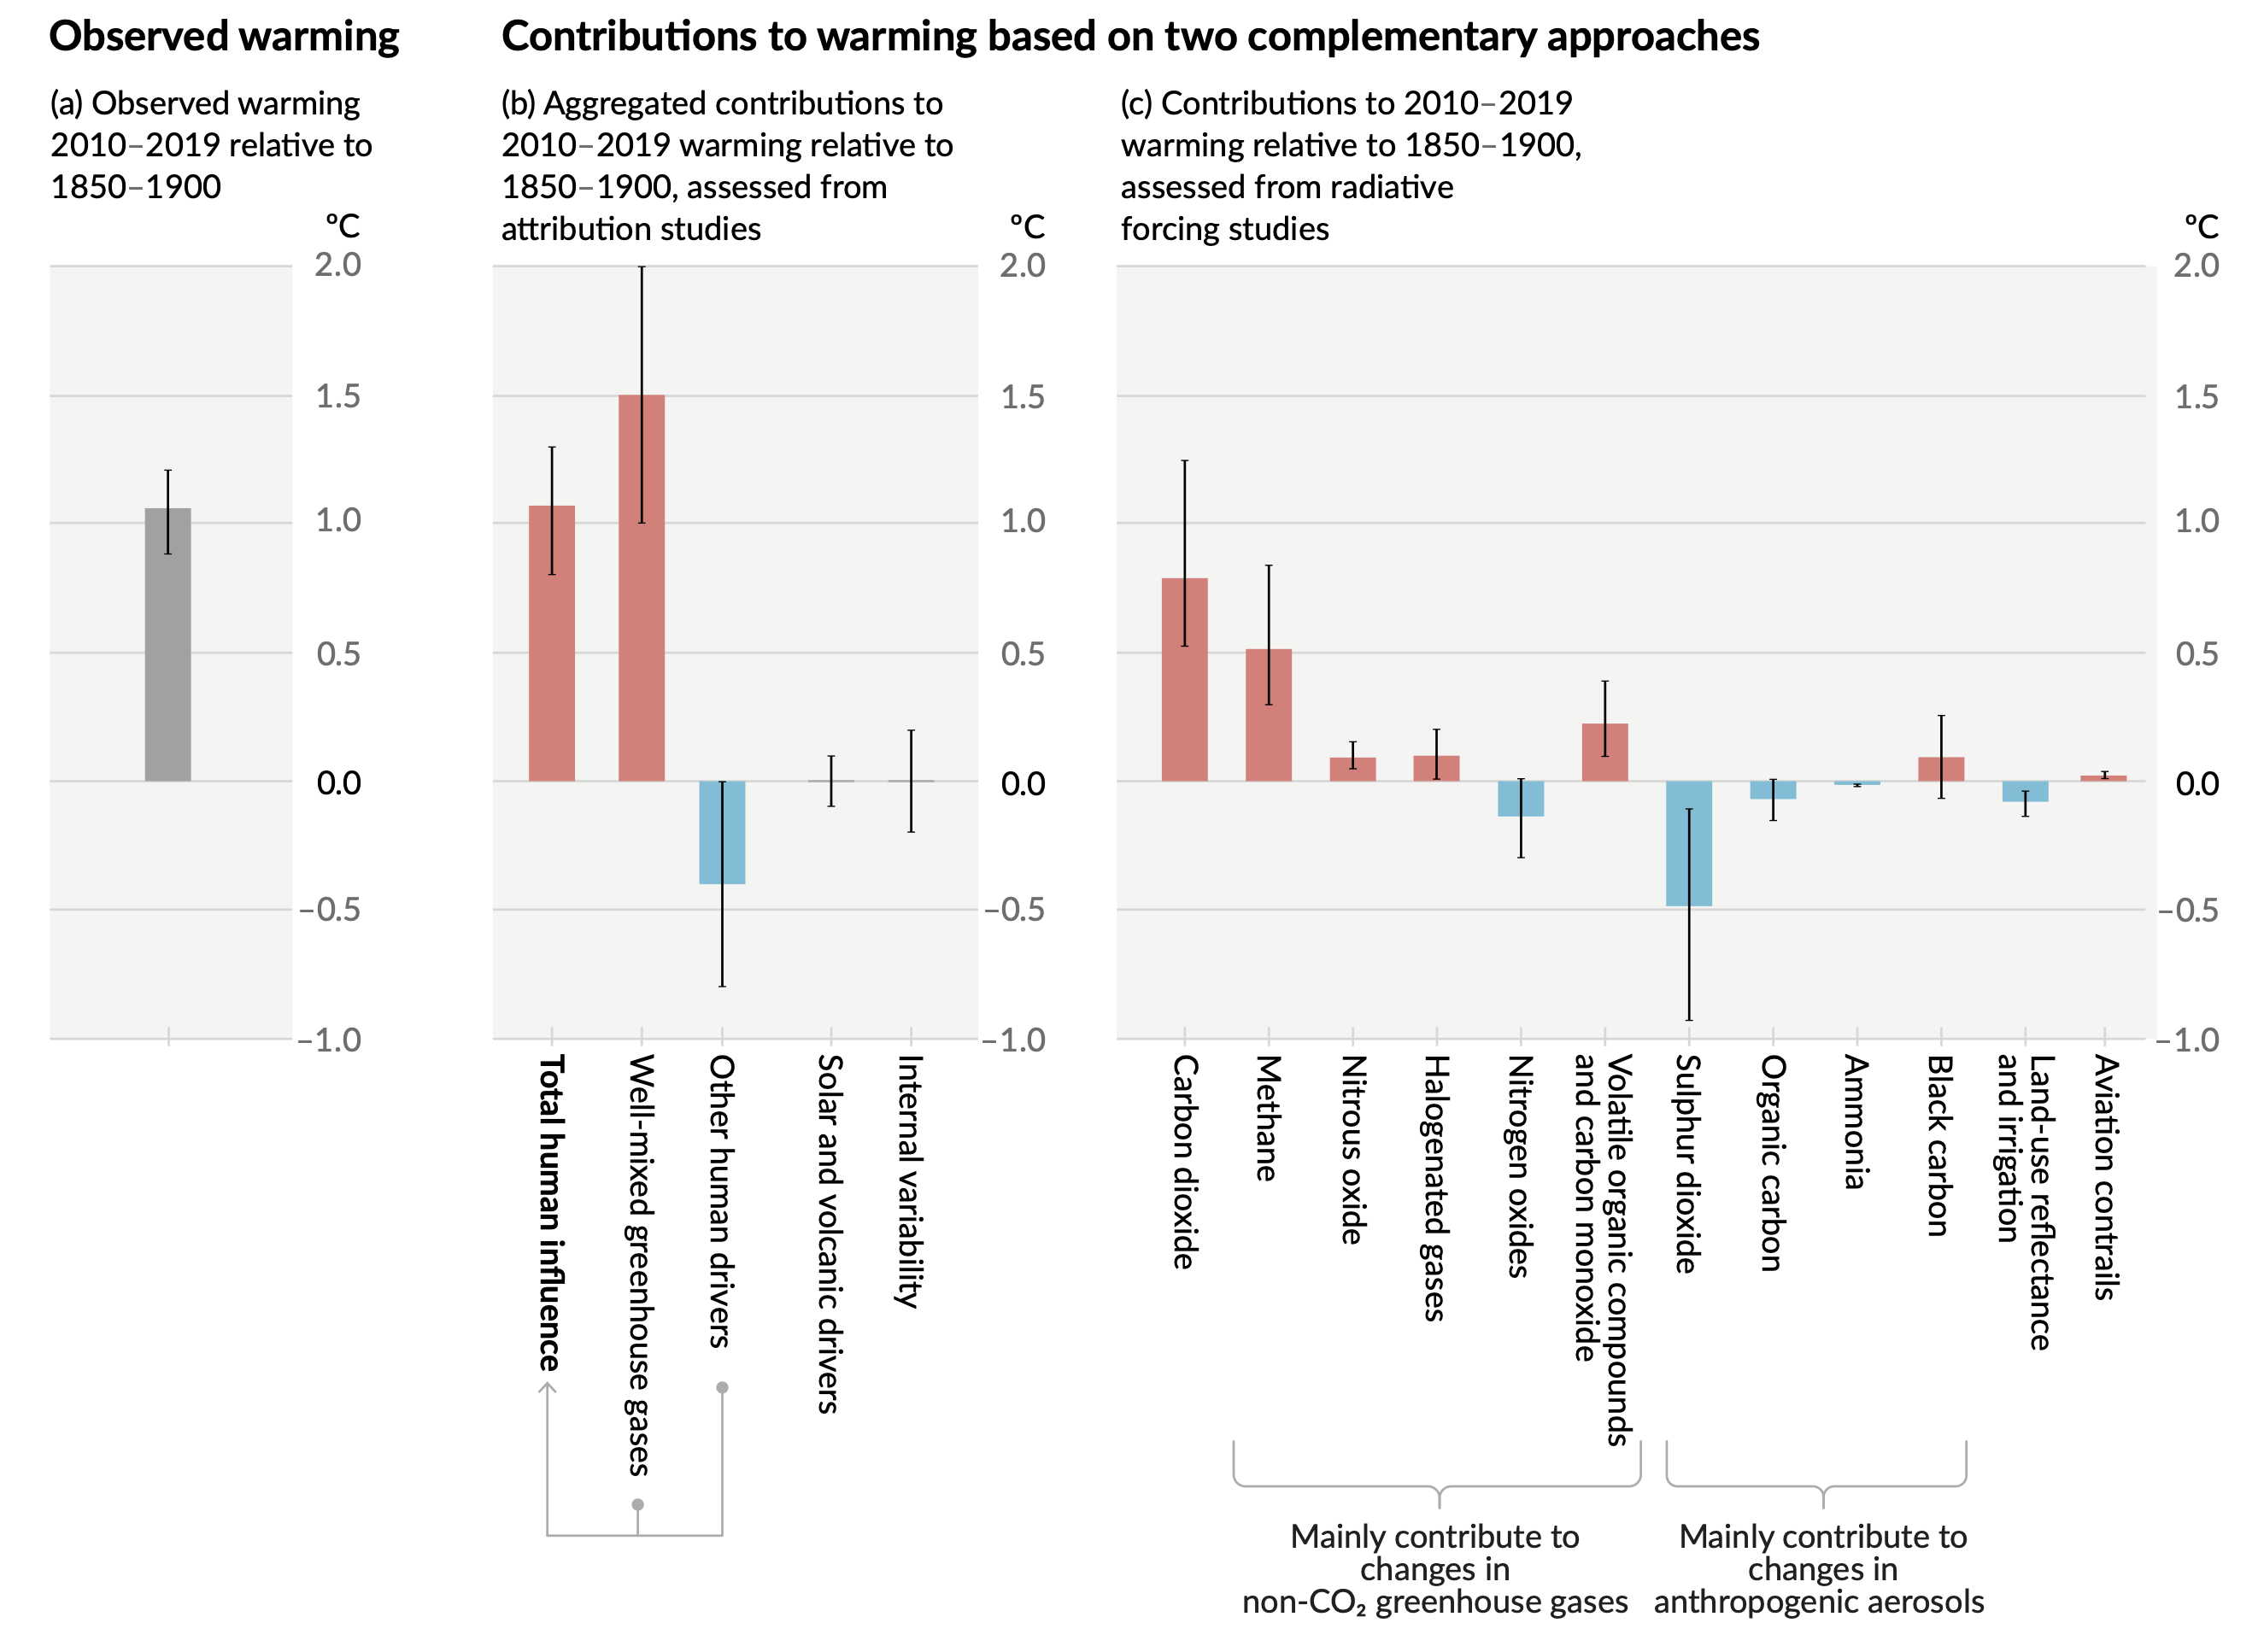 Observed warming
Contributions to warming based on two complementary approaches
(a) Observed warming
2010–2019 relative to
1850–1900
(b) Aggregated contributions to
2010–2019 warming relative to
1850–1900, assessed from
attribution studies
(c) Contributions to 2010–2019
warming relative to 1850–1900,
assessed from radiative
forcing studies
ºC
2.0
1.5
1.0
0.5
0.0
–0.5
–1.0
ºC
2.0
1.5
1.0
0.5
0.0
–0.5
–1.0
ºC
2.0
1.5
1.0
0.5
0.0
–0.5
–1.0
Total human influence
Well-mixed greenhouse gases
Other human drivers
Solar and volcanic drivers
Internal variability
Carbon dioxide
Methane
Nitrous oxide
Halogenated gases
Nitrogen oxides
Volatile organic compounds
and carbon monoxide
Sulphur dioxide
Organic carbon
Ammonia
Black carbon
Land-use reflectance
and irrigation
Aviation contrails
Mainly contribute to
changes in
non-CO₂ greenhouse gases
Mainly contribute to
changes in
anthropogenic aerosols